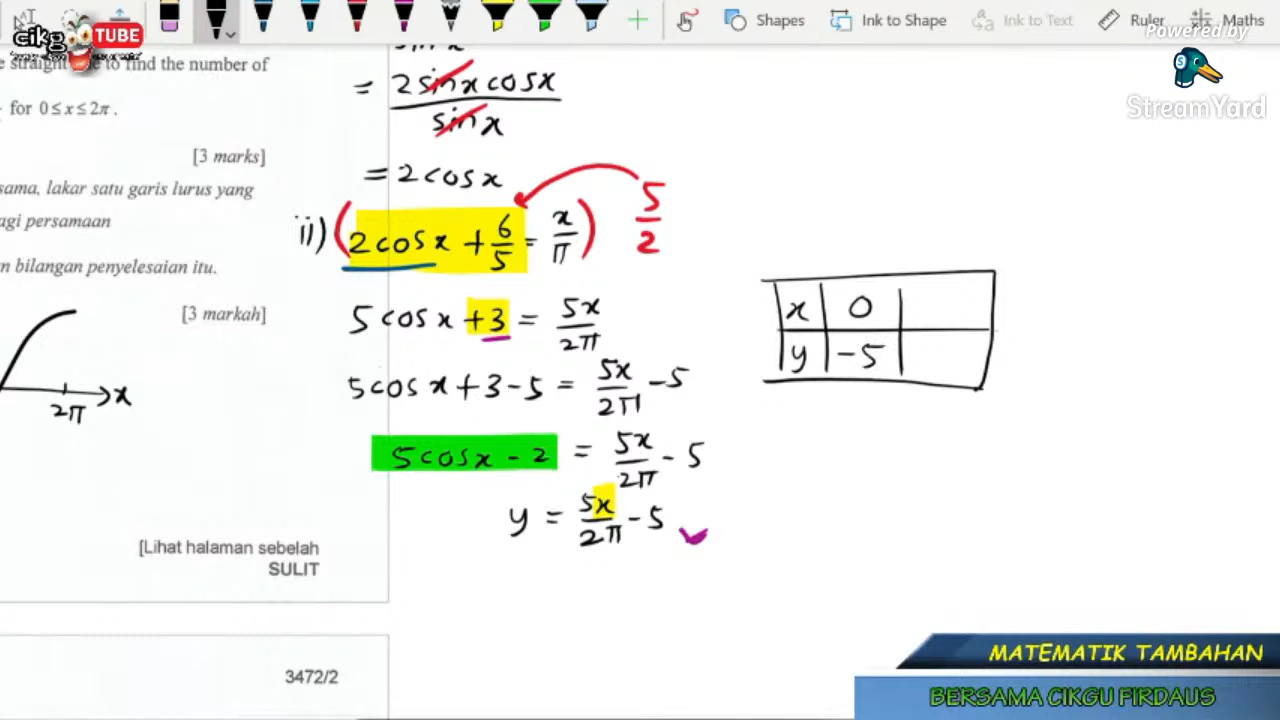 Shapes
Ink to Shape
Ink to Text
Ruler
Maths
Powered by
StreamYard
cikg TUBE
to find the number of
for 0 ≤ x ≤ 2π .
[3 marks]
sama, lakar satu garis lurus yang
agi persamaan
n bilangan penyelesaian itu.
[3 markah]
2π x
[Lihat halaman sebelah
SULIT
3472/2
sin x
= 2 sin x cos x / sin x
= 2 cos x
ii) (2 cos x + 6/5 = x/π) 5/2
5 cos x + 3 = 5x/2π
5 cos x + 3 - 5 = 5x/2π - 5
5 cos x - 2 = 5x/2π - 5
y = 5x/2π - 5
x 0
y -5
MATEMATIK TAMBAHAN
BERSAMA CIKGU FIRDAUS